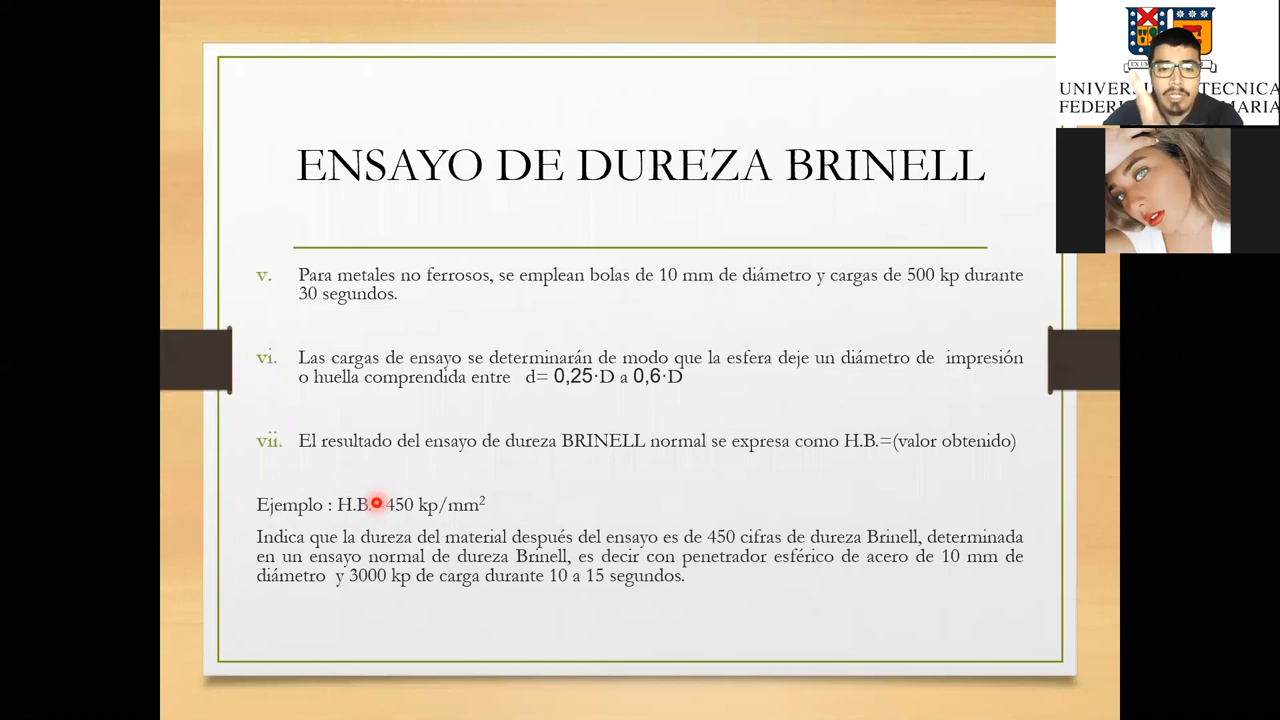 ENSAYO DE DUREZA BRINELL
v. Para metales no ferrosos, se emplean bolas de 10 mm de diámetro y cargas de 500 kp durante
30 segundos.
vi. Las cargas de ensayo se determinarán de modo que la esfera deje un diámetro de impresión
o huella comprendida entre d= 0,25·D a 0,6·D
vii. El resultado del ensayo de dureza BRINELL normal se expresa como H.B.=(valor obtenido)
Ejemplo : H.B. 450 kp/mm²
Indica que la dureza del material después del ensayo es de 450 cifras de dureza Brinell, determinada
en un ensayo normal de dureza Brinell, es decir con penetrador esférico de acero de 10 mm de
diámetro y 3000 kp de carga durante 10 a 15 segundos.